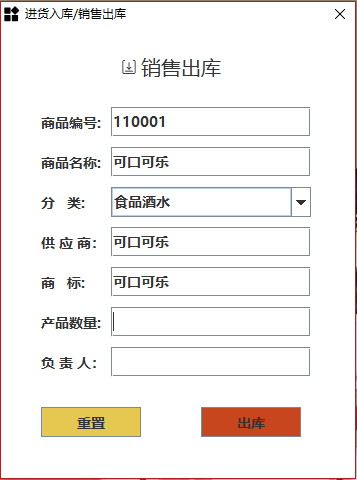 进货入库/销售出库
销售出库
商品编号: 110001
商品名称: 可口可乐
分 类: 食品酒水
供 应 商: 可口可乐
商 标: 可口可乐
产品数量:
负 责 人:
重置 出库